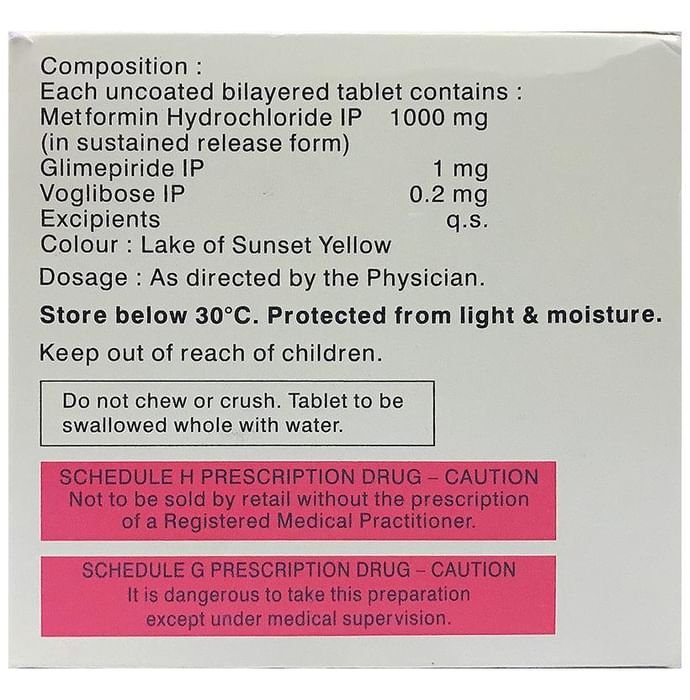 Composition :
Each uncoated bilayered tablet contains :
Metformin Hydrochloride IP 1000 mg
(in sustained release form)
Glimepiride IP 1 mg
Voglibose IP 0.2 mg
Excipients q.s.
Colour : Lake of Sunset Yellow
Dosage : As directed by the Physician.
Store below 30°C. Protected from light & moisture.
Keep out of reach of children.
Do not chew or crush. Tablet to be
swallowed whole with water.
SCHEDULE H PRESCRIPTION DRUG – CAUTION
Not to be sold by retail without the prescription
of a Registered Medical Practitioner.
SCHEDULE G PRESCRIPTION DRUG – CAUTION
It is dangerous to take this preparation
except under medical supervision.